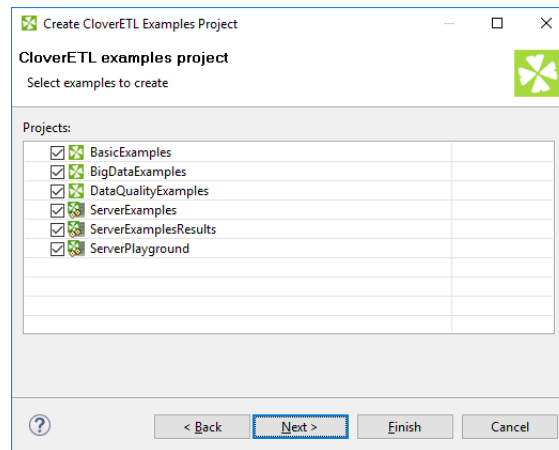 Create CloverETL Examples Project
CloverETL examples project
Select examples to create
Projects:
BasicExamples
BigDataExamples
DataQualityExamples
ServerExamples
ServerExamplesResults
ServerPlayground
? < Back Next > Finish Cancel